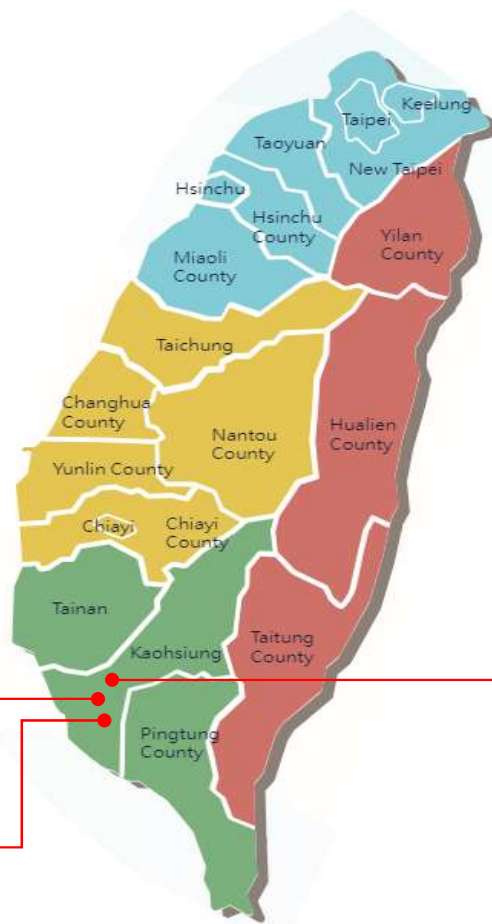 Keelung
Taipei
Taoyuan
New Taipei
Hsinchu
Hsinchu
County
Yilan
County
Miaoli
County
Taichung
Changhua
County
Hualien
County
Nantou
County
Yunlin County
Chiayi
Chiayi
County
Tainan
Kaohsiung
Taitung
County
Pingtung
County